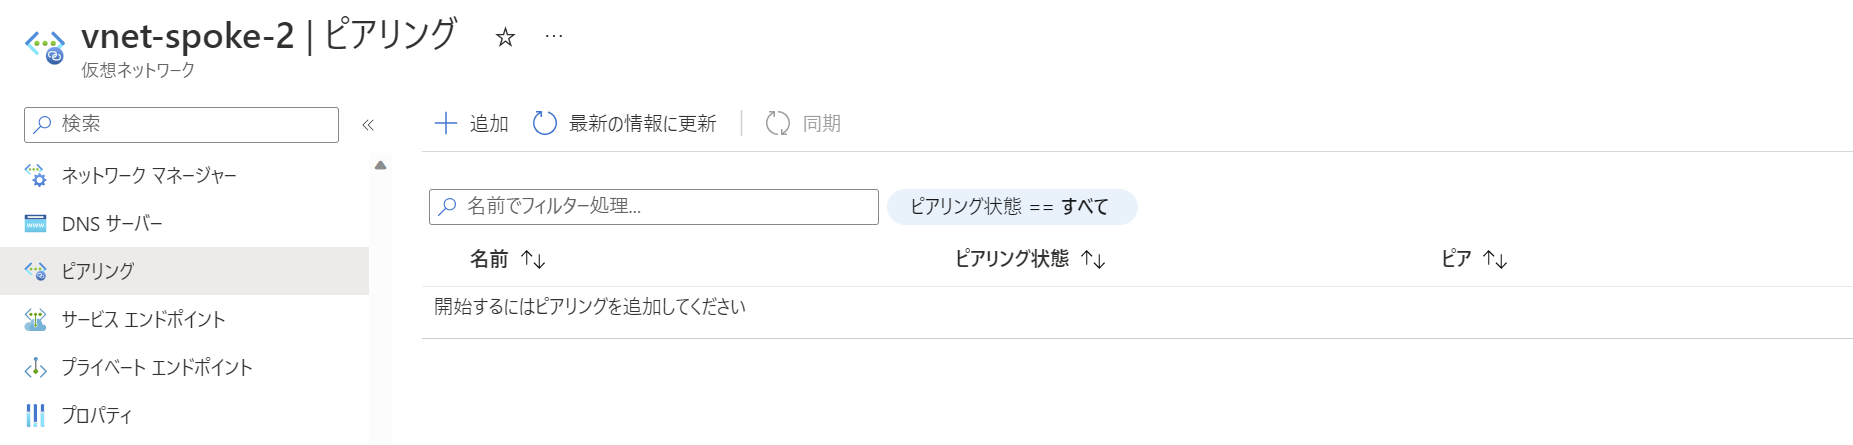 vnet-spoke-2 | ピアリング ☆ …
仮想ネットワーク
検索 «
ネットワーク マネージャー
DNS サーバー
ピアリング
サービス エンドポイント
プライベート エンドポイント
プロパティ
追加 最新の情報に更新 同期
名前でフィルター処理... ピアリング状態 == すべて
名前 ↑↓ ピアリング状態 ↑↓ ピア ↑↓
開始するにはピアリングを追加してください